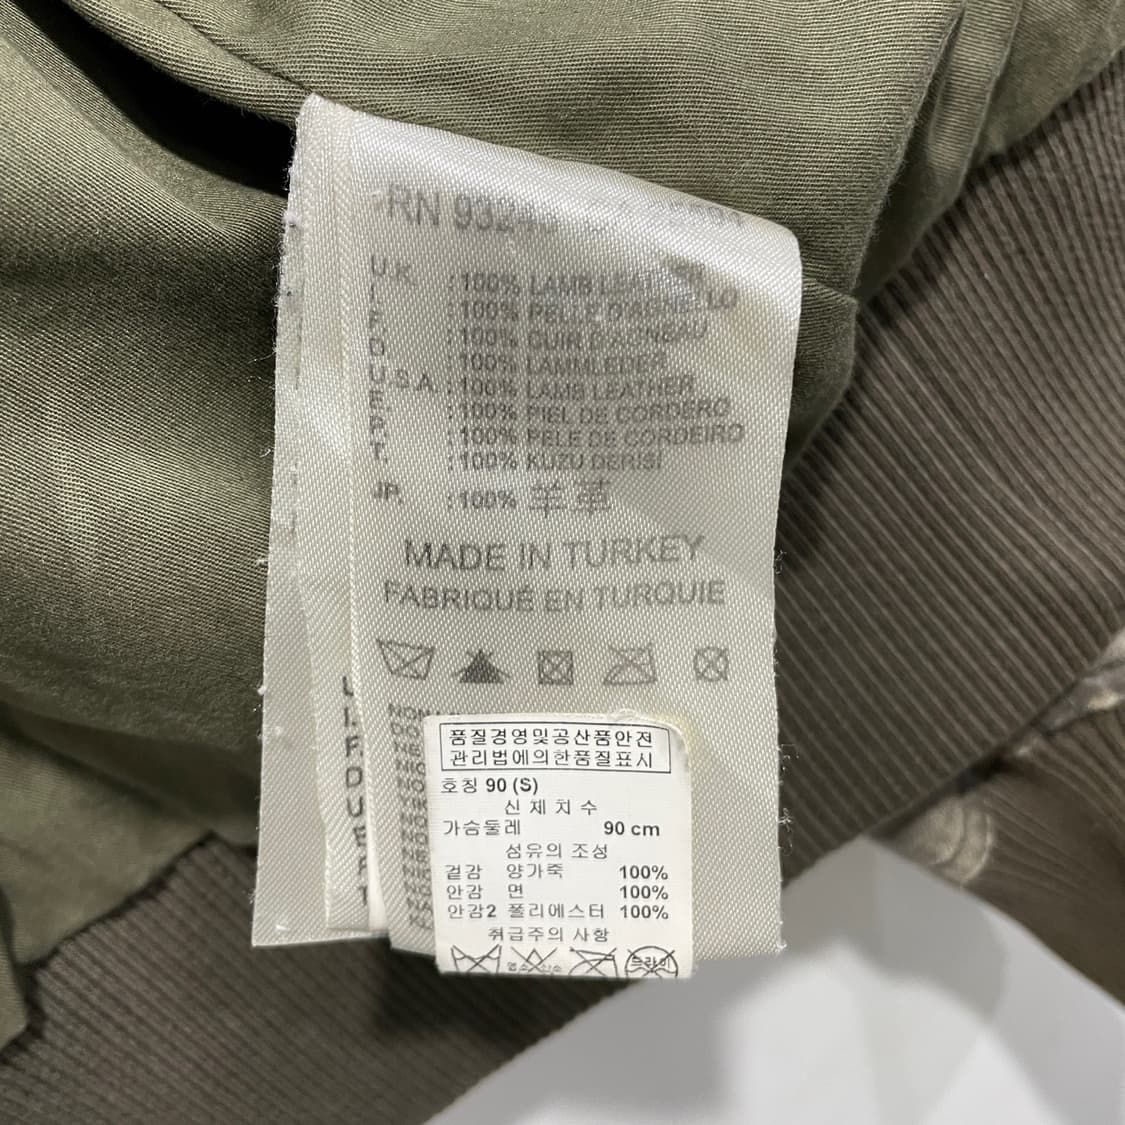 RN
U.K. :100% LAMB LEATHER
I. :100% PELLE D'AGNELLO
F. :100% CUIR D'AGNEAU
D. :100% LAMMLEDER
U.S.A. :100% LAMB LEATHER
E. :100% PIEL DE CORDERO
P. :100% PELE DE CORDEIRO
T. :100% KUZU DERISI
JP. :100% 羊革
MADE IN TURKEY
FABRIQUÉ EN TURQUIE
품질경영및공산품안전
관리법에의한품질표시
호칭 90 (S)
신체치수
가슴둘레 90 cm
섬유의 조성
겉감 양가죽 100%
안감 면 100%
안감2 폴리에스터 100%
취급주의 사항
드라이